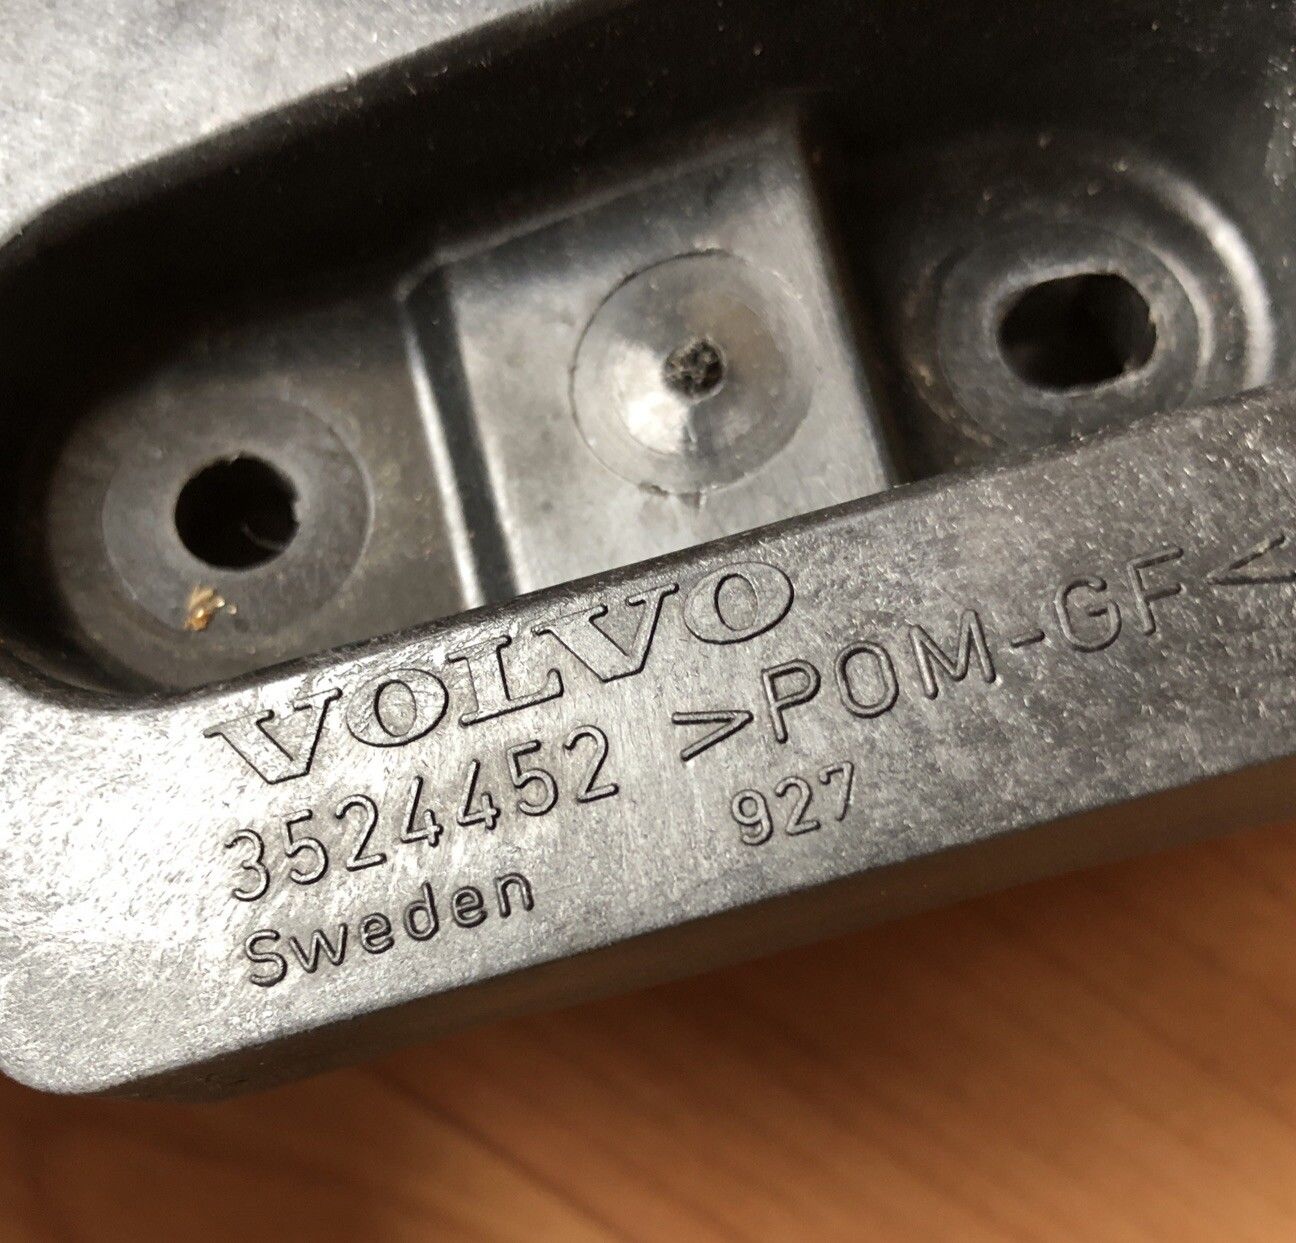 VOLVO
3524452 >POM-GF<
Sweden 927